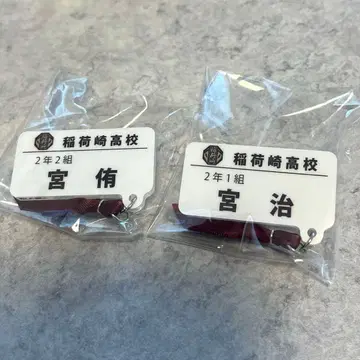 稲荷崎高校
2年2組
宮 侑
稲荷崎高校
2年1組
宮 治